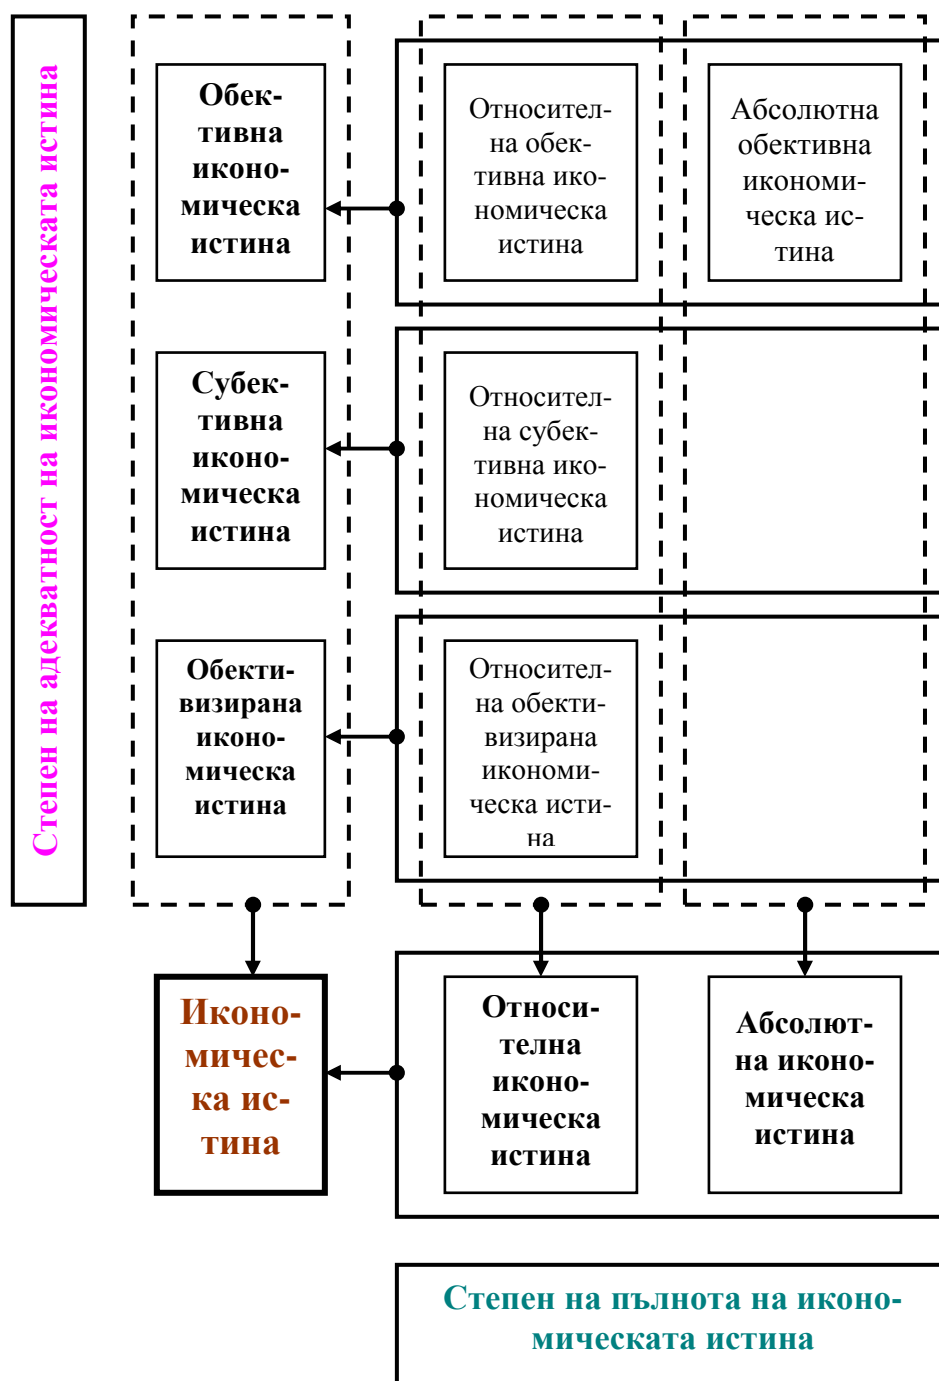 Степен на адекватност на икономическата истина
Обек-
тивна
иконо-
мическа
истина
Относител-
на обек-
тивна ико-
номическа
истина
Абсолютна
обективна
икономи-
ческа ис-
тина
Субек-
тивна
иконо-
мическа
истина
Относител-
на субек-
тивна ико-
номическа
истина
Обекти-
визирана
иконо-
мическа
истина
Относител-
на обекти-
визирана
икономи-
ческа исти-
на
Иконо-
мичес-
ка ис-
тина
Относи-
телна
иконо-
мическа
истина
Абсолют-
на иконо-
мическа
истина
Степен на пълнота на иконо-
мическата истина